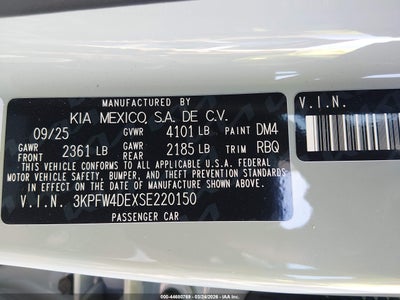 MANUFACTURED BY
KIA MEXICO, S.A. DE C.V.
09/25 GVWR 4101 LB PAINT DM4
GAWR FRONT 2361 LB GAWR REAR 2185 LB TRIM RBQ
THIS VEHICLE CONFORMS TO ALL APPLICABLE U.S. FEDERAL
MOTOR VEHICLE SAFETY, BUMPER, AND THEFT PREVENTION
STANDARDS IN EFFECT ON THE DATE OF MANUFACTURE
SHOWN ABOVE.
V.I.N. 3KPFW4DEXSE220150
PASSENGER CAR
V.I.N.
000-44600769 - 03/24/2026 - IAA Inc.